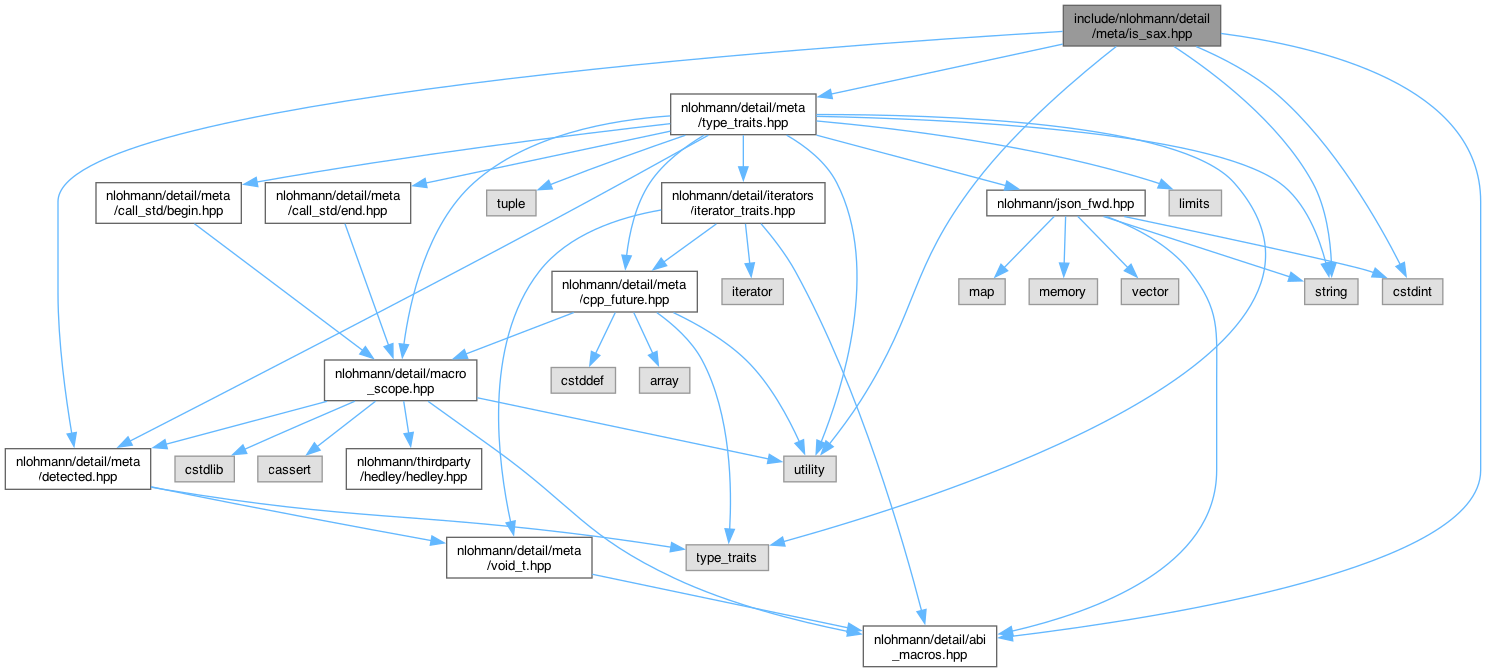 include/nlohmann/detail
/meta/is_sax.hpp
nlohmann/detail/meta
/type_traits.hpp
nlohmann/detail/meta
/call_std/begin.hpp
nlohmann/detail/meta
/call_std/end.hpp
tuple
nlohmann/detail/iterators
/iterator_traits.hpp
nlohmann/json_fwd.hpp
limits
nlohmann/detail/meta
/cpp_future.hpp
iterator
map
memory
vector
string
cstdint
nlohmann/detail/macro
_scope.hpp
cstddef
array
nlohmann/detail/meta
/detected.hpp
cstdlib
cassert
nlohmann/thirdparty
/hedley/hedley.hpp
utility
nlohmann/detail/meta
/void_t.hpp
type_traits
nlohmann/detail/abi
_macros.hpp